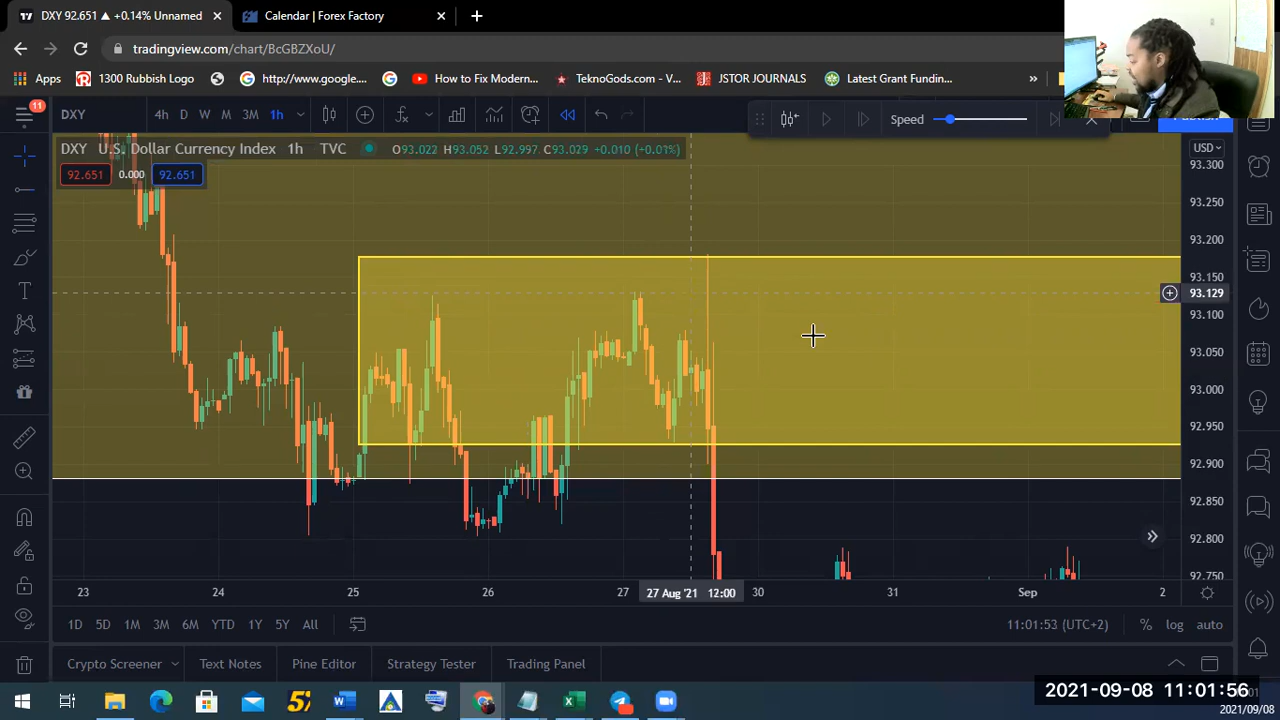 DXY 92.651 ▲ +0.14% Unnamed
Calendar | Forex Factory
tradingview.com/chart/BcGBZXoU/
Apps
1300 Rubbish Logo
http://www.google....
How to Fix Modern...
TeknoGods.com - V...
JSTOR JOURNALS
Latest Grant Fundin...
»
11
DXY
4h D W M 3M 1h
Speed
DXY U.S. Dollar Currency Index 1h TVC
O93.022 H93.052 L92.997 C93.029 +0.010 (+0.01%)
92.651 0.000 92.651
USD
93.300
93.250
93.200
93.150
93.129
93.100
93.050
93.000
92.950
92.900
92.850
92.800
92.750
23 24 25 26 27 27 Aug '21 12:00 30 31 Sep 2
1D 5D 1M 3M 6M YTD 1Y 5Y All
11:01:53 (UTC+2)
% log auto
Crypto Screener
Text Notes
Pine Editor
Strategy Tester
Trading Panel
2021-09-08 11:01:56
2021/09/08